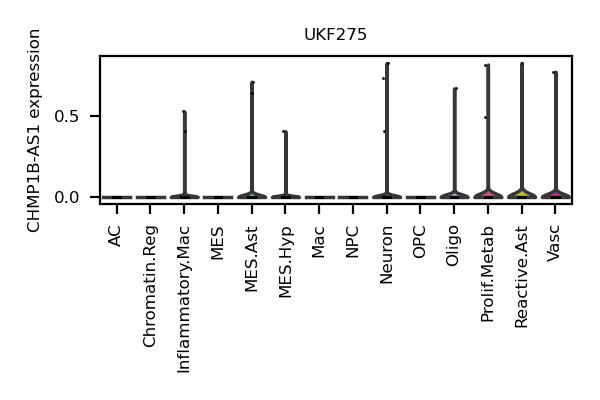 UKF275
CHMP1B-AS1 expression
0.5
0.0
AC
Chromatin.Reg
Inflammatory.Mac
MES
MES.Ast
MES.Hyp
Mac
NPC
Neuron
OPC
Oligo
Prolif.Metab
Reactive.Ast
Vasc